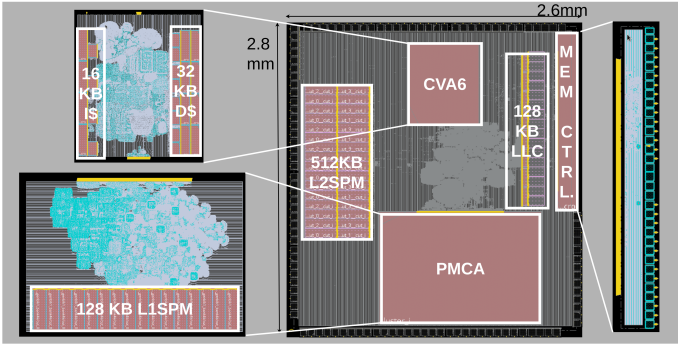 2.6mm
2.8
mm
16
KB
I$
32
KB
D$
CVA6
128
KB
LLC
MEM CTRL.
512KB
L2SPM
PMCA
128 KB L1SPM